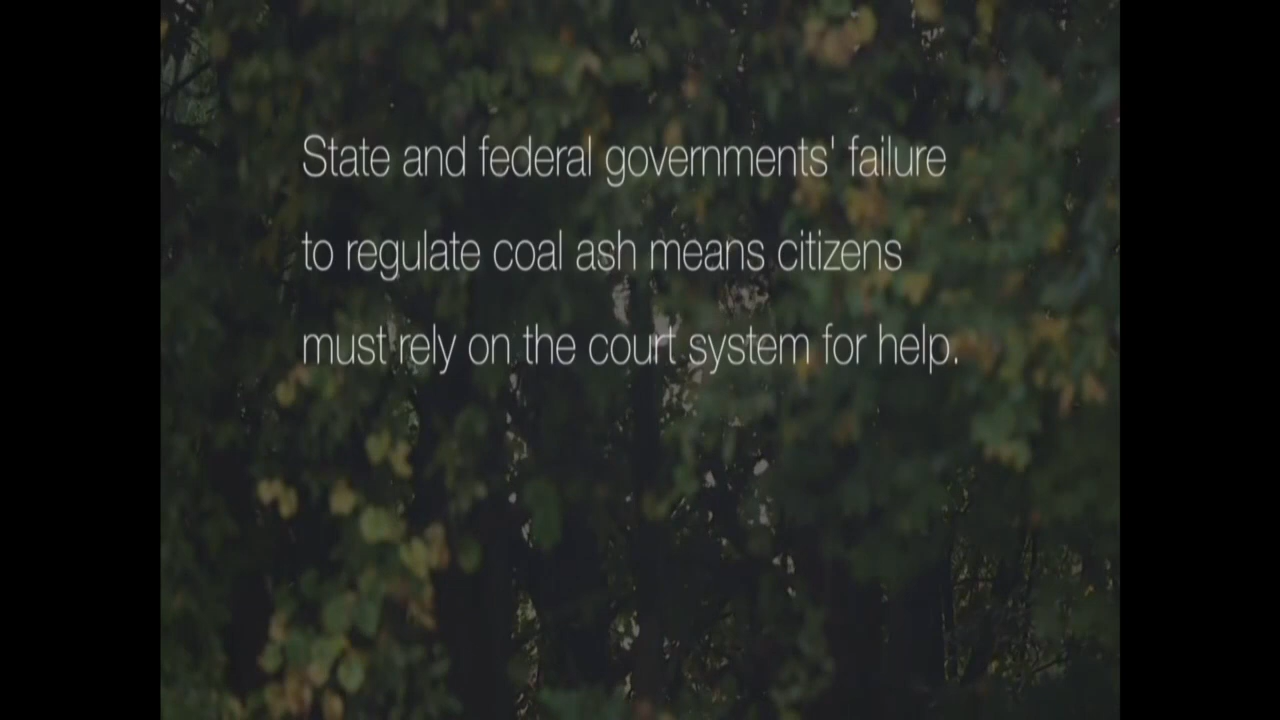 State and federal governments' failure
to regulate coal ash means citizens
must rely on the court system for help.